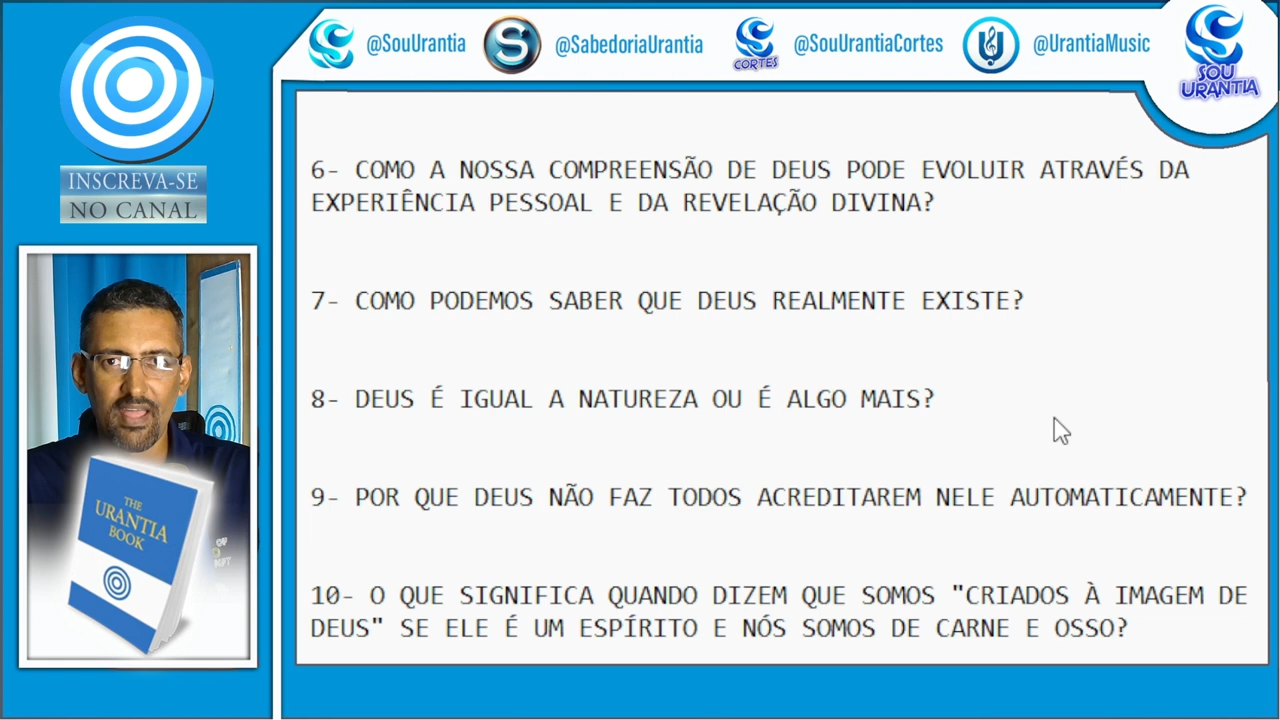 @SouUrantia
@SabedoriaUrantia
CORTES
@SouUrantiaCortes
@UrantiaMusic
SOU
URANTIA
INSCREVA-SE
NO CANAL
6- COMO A NOSSA COMPREENSÃO DE DEUS PODE EVOLUIR ATRAVÉS DA
EXPERIÊNCIA PESSOAL E DA REVELAÇÃO DIVINA?
7- COMO PODEMOS SABER QUE DEUS REALMENTE EXISTE?
8- DEUS É IGUAL A NATUREZA OU É ALGO MAIS?
9- POR QUE DEUS NÃO FAZ TODOS ACREDITAREM NELE AUTOMATICAMENTE?
10- O QUE SIGNIFICA QUANDO DIZEM QUE SOMOS "CRIADOS À IMAGEM DE
DEUS" SE ELE É UM ESPÍRITO E NÓS SOMOS DE CARNE E OSSO?
THE
URANTIA
BOOK